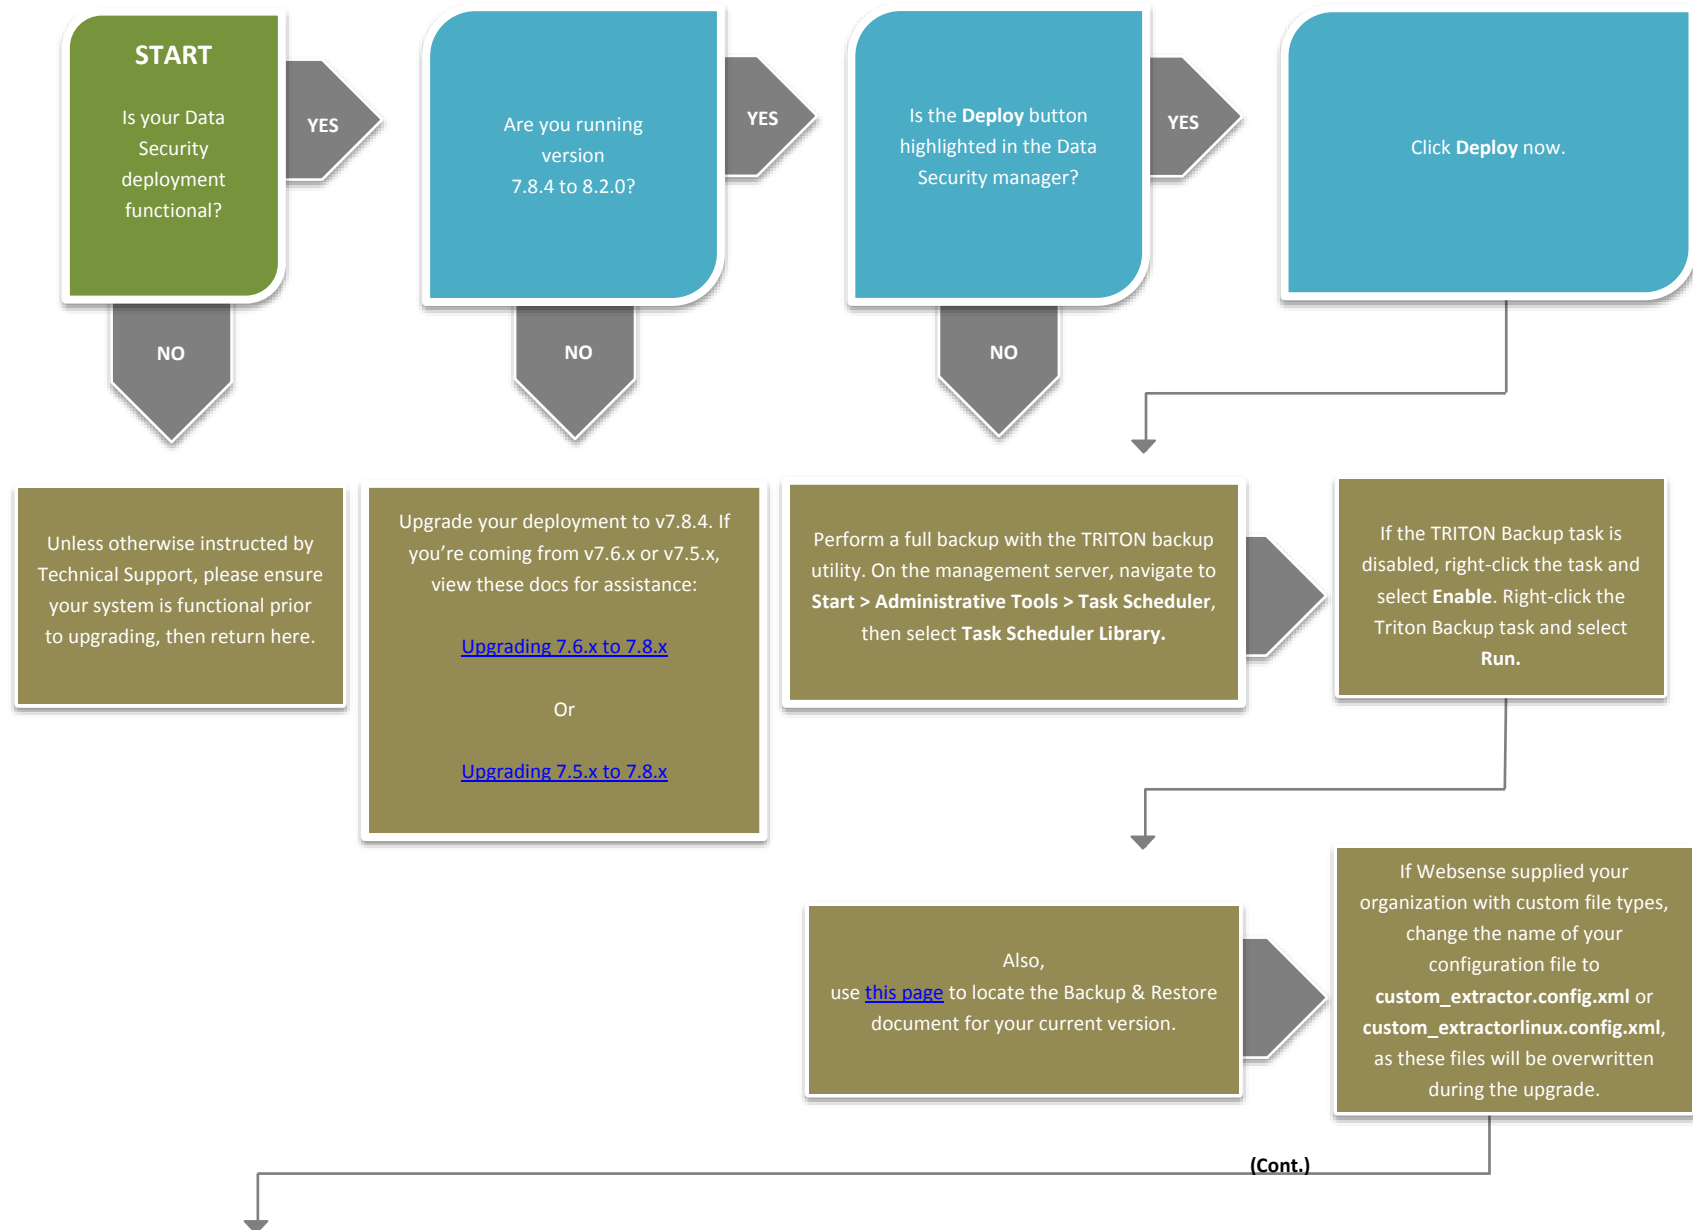 START
Is your Data
Security
deployment
functional?
YES
NO
Are you running
version
7.8.4 to 8.2.0?
YES
NO
Is the Deploy button
highlighted in the Data
Security manager?
YES
NO
Click Deploy now.
Unless otherwise instructed by
Technical Support, please ensure
your system is functional prior
to upgrading, then return here.
Upgrade your deployment to v7.8.4. If
you're coming from v7.6.x or v7.5.x,
view these docs for assistance:
Upgrading 7.6.x to 7.8.x
Or
Upgrading 7.5.x to 7.8.x
Perform a full backup with the TRITON backup
utility. On the management server, navigate to
Start > Administrative Tools > Task Scheduler,
then select Task Scheduler Library.
If the TRITON Backup task is
disabled, right-click the task and
select Enable. Right-click the
Triton Backup task and select
Run.
Also,
use this page to locate the Backup & Restore
document for your current version.
If Websense supplied your
organization with custom file types,
change the name of your
configuration file to
custom_extractor.config.xml or
custom_extractorlinux.config.xml,
as these files will be overwritten
during the upgrade.
(Cont.)